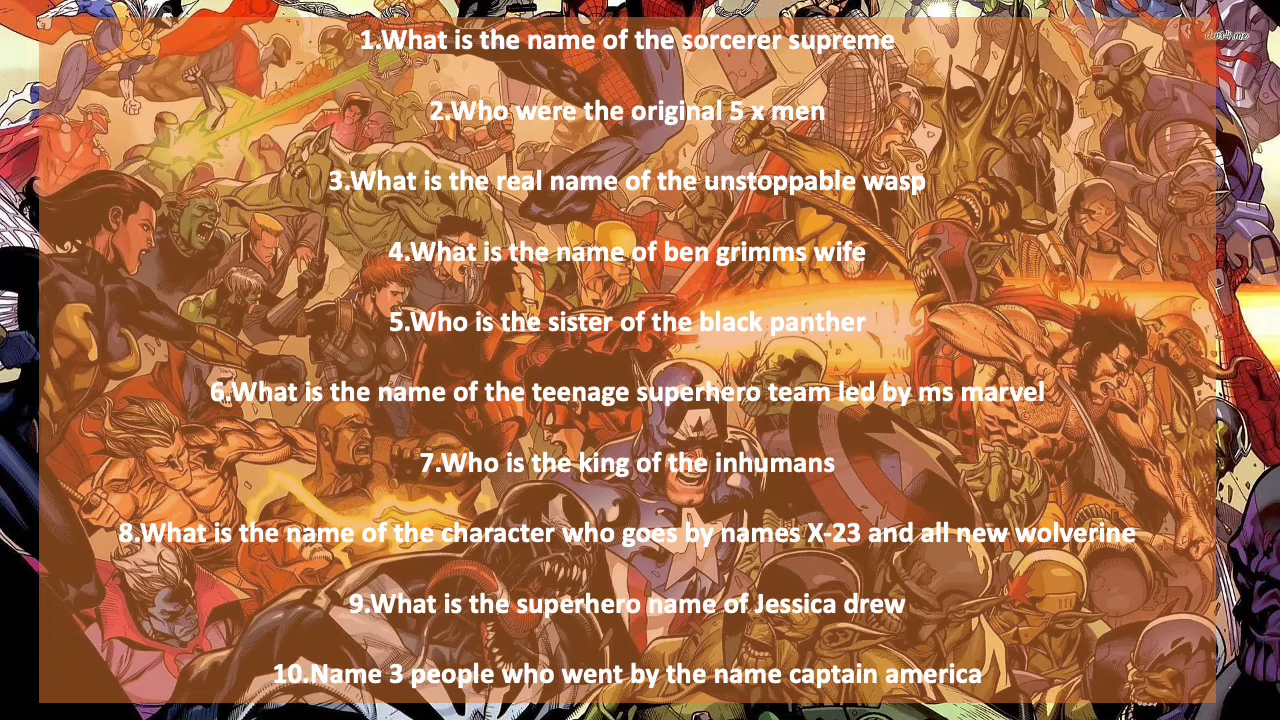 1.What is the name of the sorcerer supreme
2.Who were the original 5 x men
3.What is the real name of the unstoppable wasp
4.What is the name of ben grimms wife
5.Who is the sister of the black panther
6.What is the name of the teenage superhero team led by ms marvel
7.Who is the king of the inhumans
8.What is the name of the character who goes by names X-23 and all new wolverine
9.What is the superhero name of Jessica drew
10.Name 3 people who went by the name captain america